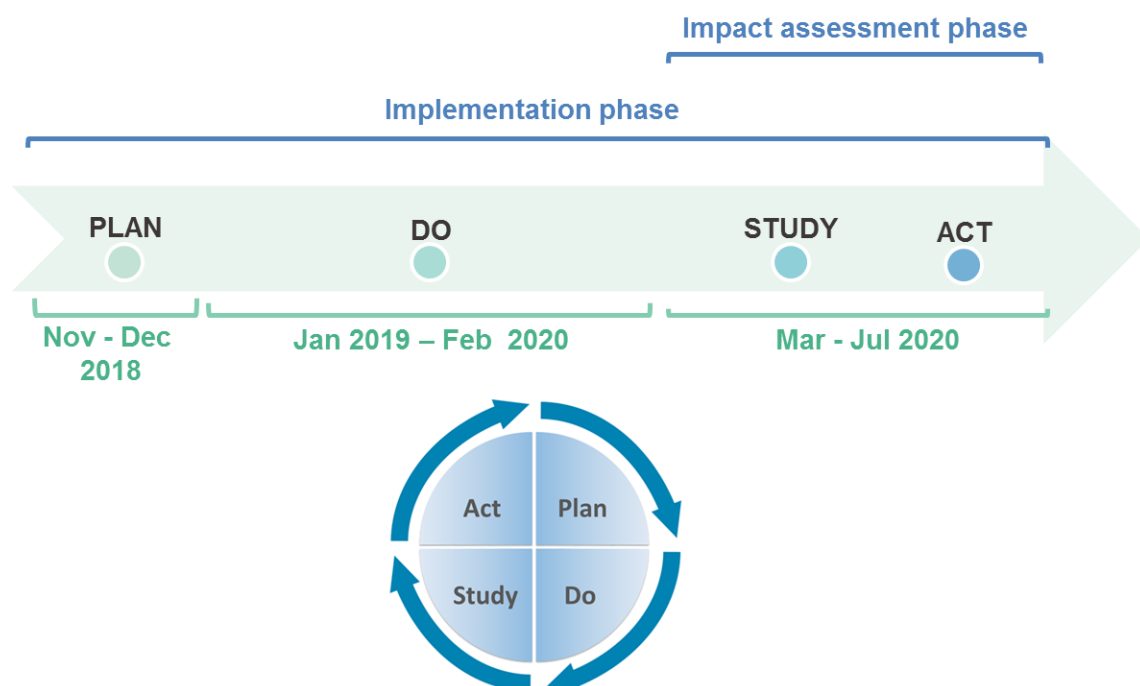 Impact assessment phase
Implementation phase
PLAN
DO
STUDY
ACT
Nov - Dec
2018
Jan 2019 – Feb  2020
Mar - Jul 2020
Act
Plan
Study
Do